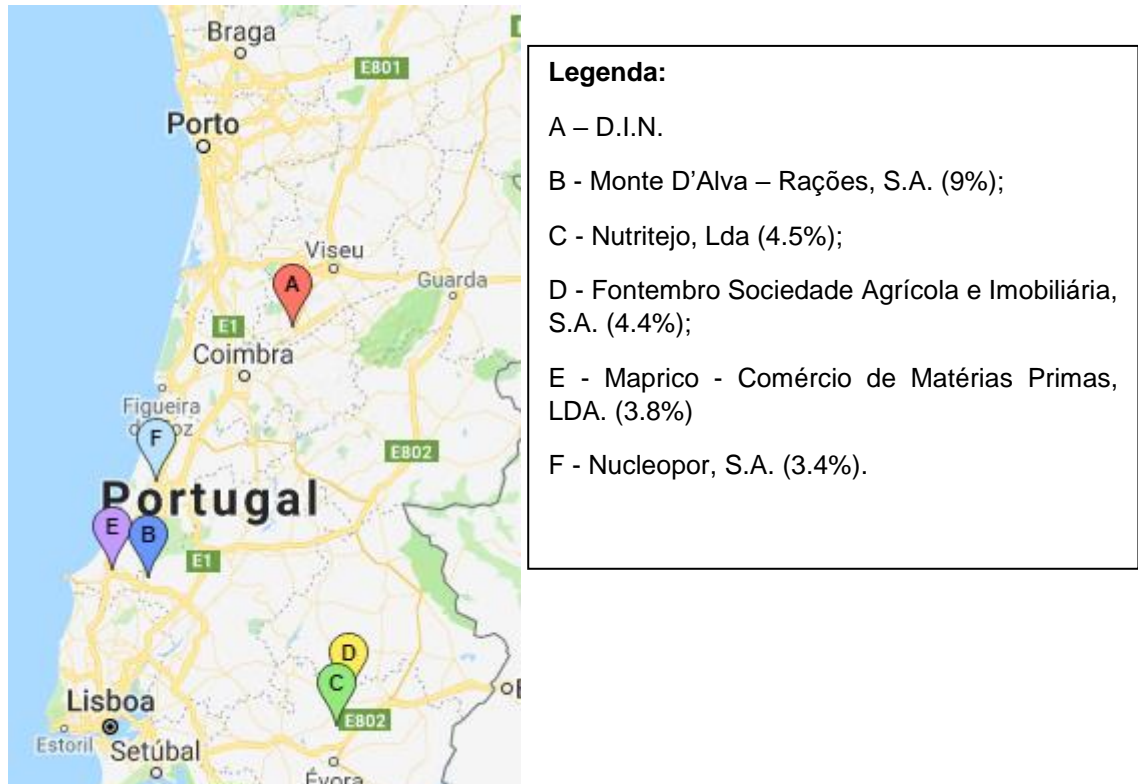 Braga
E801
Porto
Viseu
A
Guarda
E1
Coimbra
Figueira
F
E802
Portugal
E
B
E1
D
C
Lisboa
E802
Estoril
Setúbal
Évora
Legenda:
A – D.I.N.
B - Monte D’Alva – Rações, S.A. (9%);
C - Nutritejo, Lda (4.5%);
D - Fontembro Sociedade Agrícola e Imobiliária,
S.A. (4.4%);
E - Maprico - Comércio de Matérias Primas,
LDA. (3.8%)
F - Nucleopor, S.A. (3.4%).